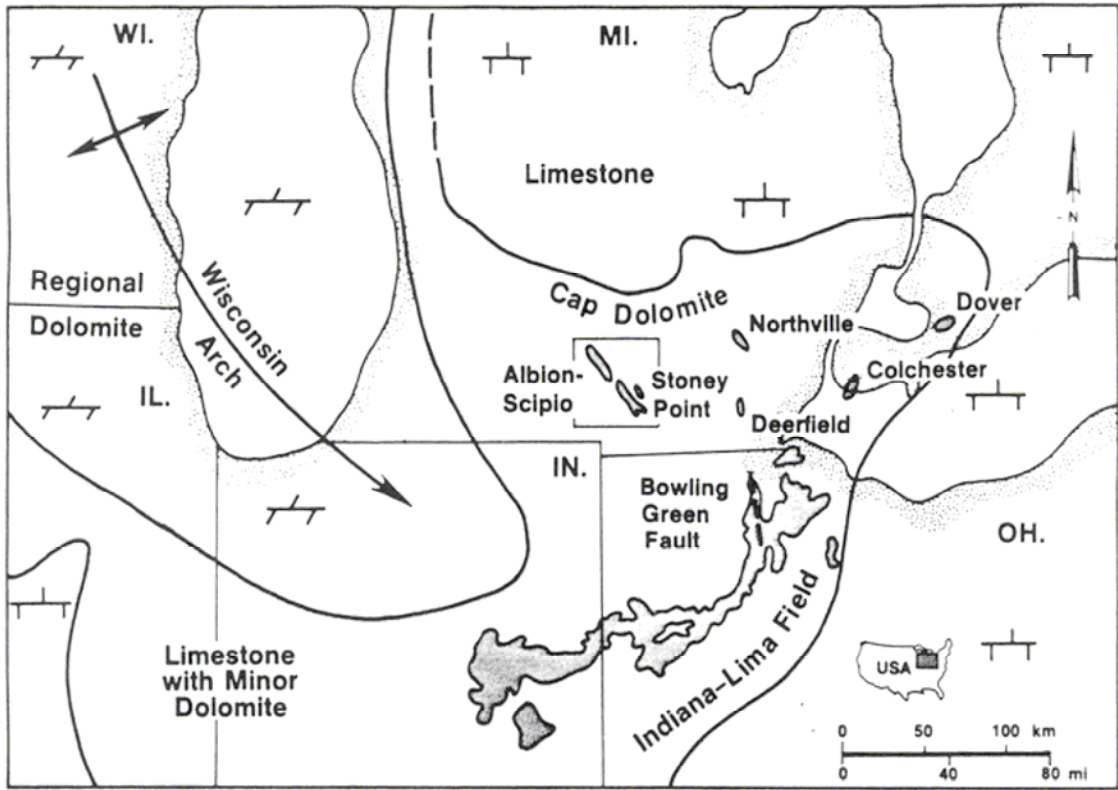 WI.
MI.
Limestone
N
Regional
Dolomite
Wisconsin
Arch
Cap Dolomite
Northville
Dover
IL.
Albion-
Scipio
Stoney
Point
Colchester
Deerfield
IN.
Bowling
Green
Fault
OH.
Limestone
with Minor
Dolomite
Indiana-Lima Field
USA
0 50 100 km
0 40 80 mi